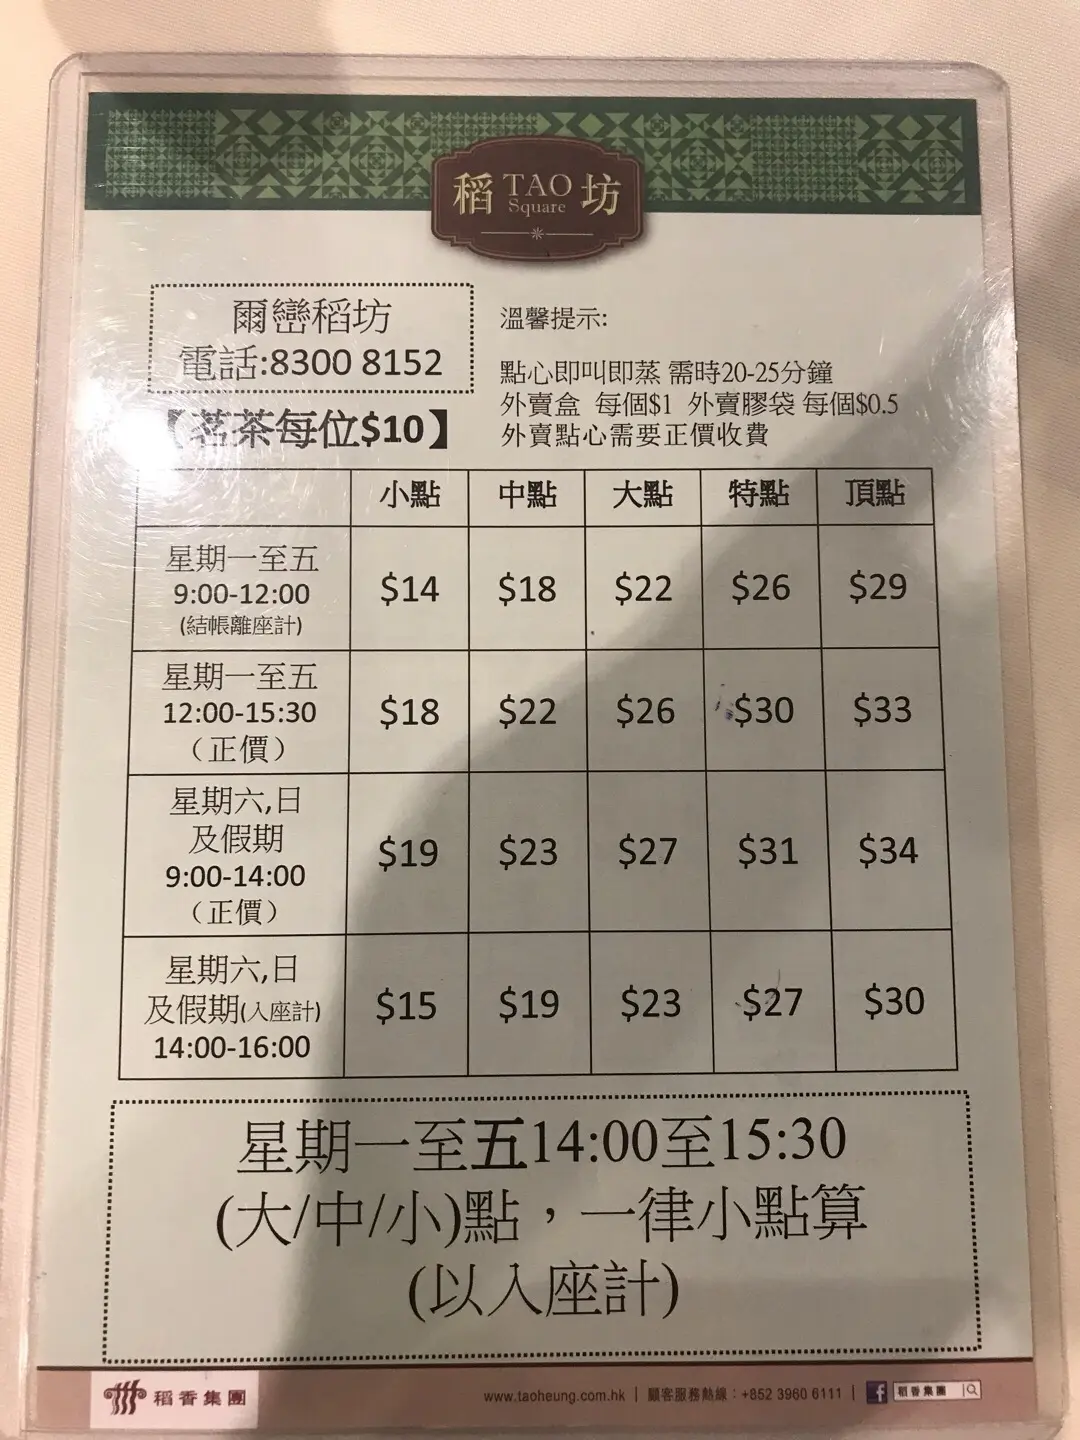 稻 TAO Square 坊
爾巒稻坊
電話:8300 8152
【茗茶每位$10】
溫馨提示:
點心即叫即蒸 需時20-25分鐘
外賣盒 每個$1 外賣膠袋 每個$0.5
外賣點心需要正價收費
小點 中點 大點 特點 頂點
星期一至五
9:00-12:00
(結帳離座計)
$14 $18 $22 $26 $29
星期一至五
12:00-15:30
（正價）
$18 $22 $26 $30 $33
星期六,日
及假期
9:00-14:00
（正價）
$19 $23 $27 $31 $34
星期六,日
及假期(入座計)
14:00-16:00
$15 $19 $23 $27 $30
星期一至五14:00至15:30
(大/中/小)點，一律小點算
(以入座計)
稻香集團
www.taoheung.com.hk | 顧客服務熱線：+852 3960 6111 | f 稻香集團